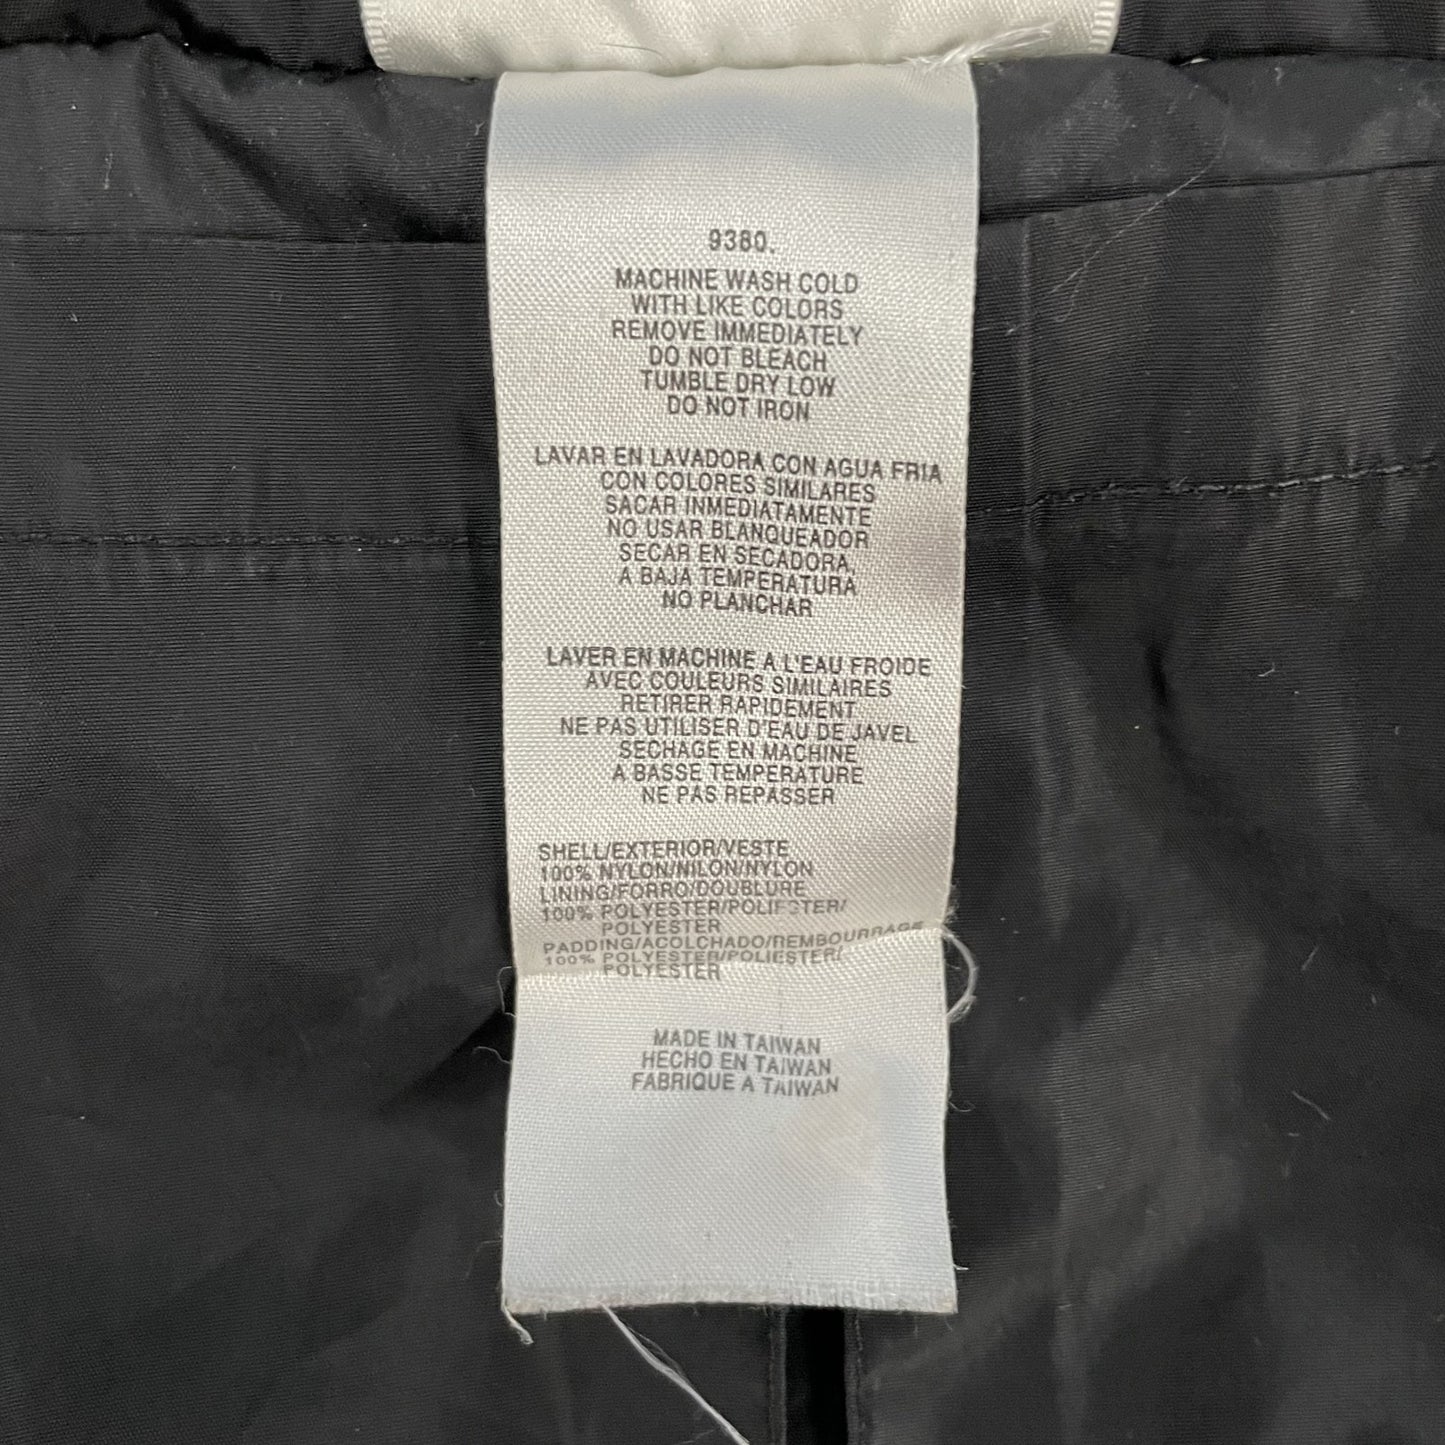 9380.
MACHINE WASH COLD
WITH LIKE COLORS
REMOVE IMMEDIATELY
DO NOT BLEACH
TUMBLE DRY LOW
DO NOT IRON
LAVAR EN LAVADORA CON AGUA FRIA
CON COLORES SIMILARES
SACAR INMEDIATAMENTE
NO USAR BLANQUEADOR
SECAR EN SECADORA,
A BAJA TEMPERATURA
NO PLANCHAR
LAVER EN MACHINE A L'EAU FROIDE
AVEC COULEURS SIMILAIRES
RETIRER RAPIDEMENT
NE PAS UTILISER D'EAU DE JAVEL
SECHAGE EN MACHINE
A BASSE TEMPERATURE
NE PAS REPASSER
SHELL/EXTERIOR/VESTE
100% NYLON/NILON/NYLON
LINING/FORRO/DOUBLURE
100% POLYESTER/POLIESTER/
POLYESTER
PADDING/ACOLCHADO/REMBOURRAGE
100% POLYESTER/POLIESTER/
POLYESTER
MADE IN TAIWAN
HECHO EN TAIWAN
FABRIQUE A TAIWAN